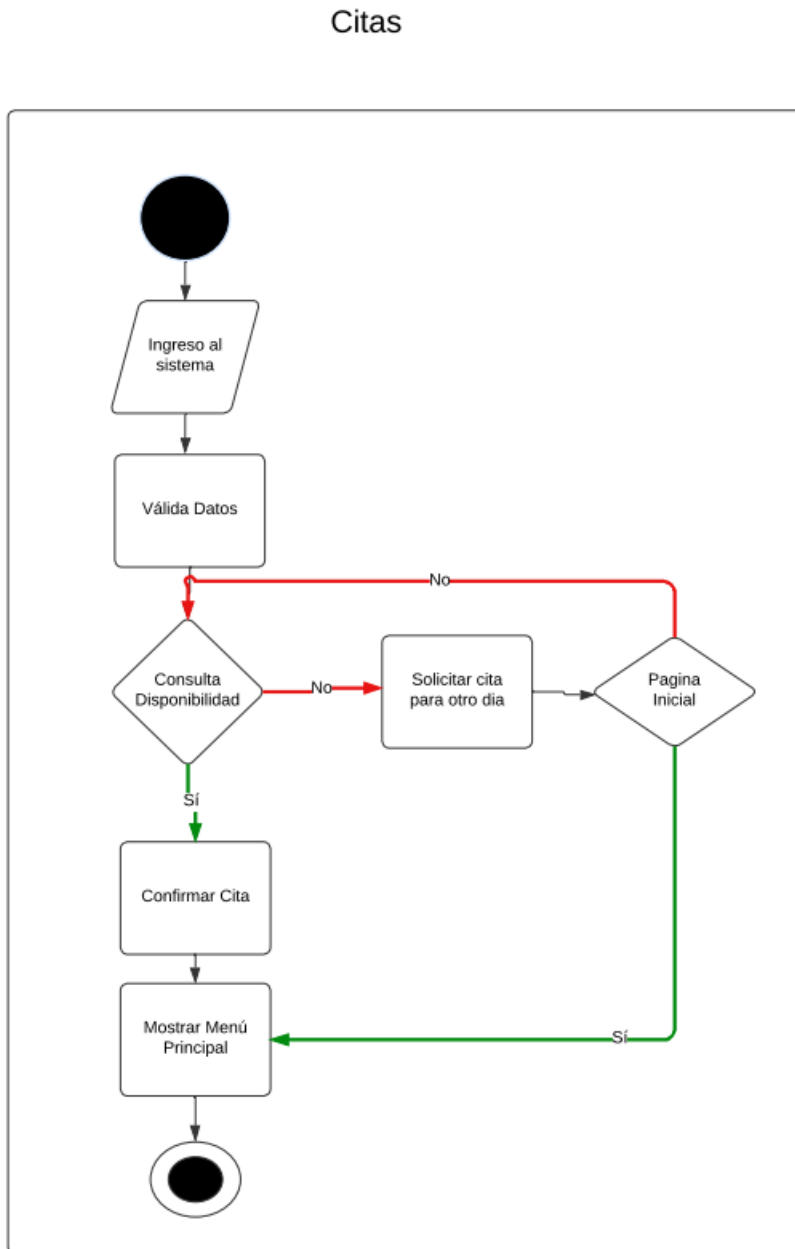 Citas
Ingreso al
sistema
Válida Datos
No
Consulta
Disponibilidad
No
Solicitar cita
para otro dia
Pagina
Inicial
Sí
Confirmar Cita
Mostrar Menú
Principal
Sí